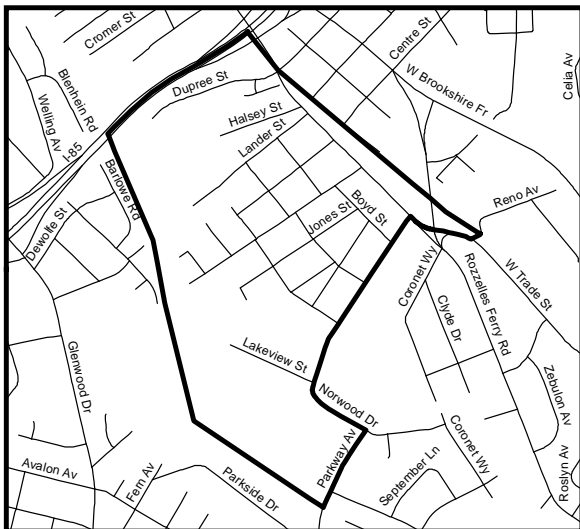 Cromer St
Centre St
Celia Av
Blenhein Rd
Dupree St
W Brookshire Fr
Welling Av
I-85
Halsey St
Lander St
Barlowe Rd
Boyd St
Reno Av
Dewolfe St
Jones St
Coronet Wy
W Trade St
Rozzelles Ferry Rd
Clyde Dr
Glenwood Dr
Lakeview St
Norwood Dr
Zebulon Av
Parkway Av
Coronet Wy
Avalon Av
Fern Av
Parkside Dr
September Ln
Roslyn Av